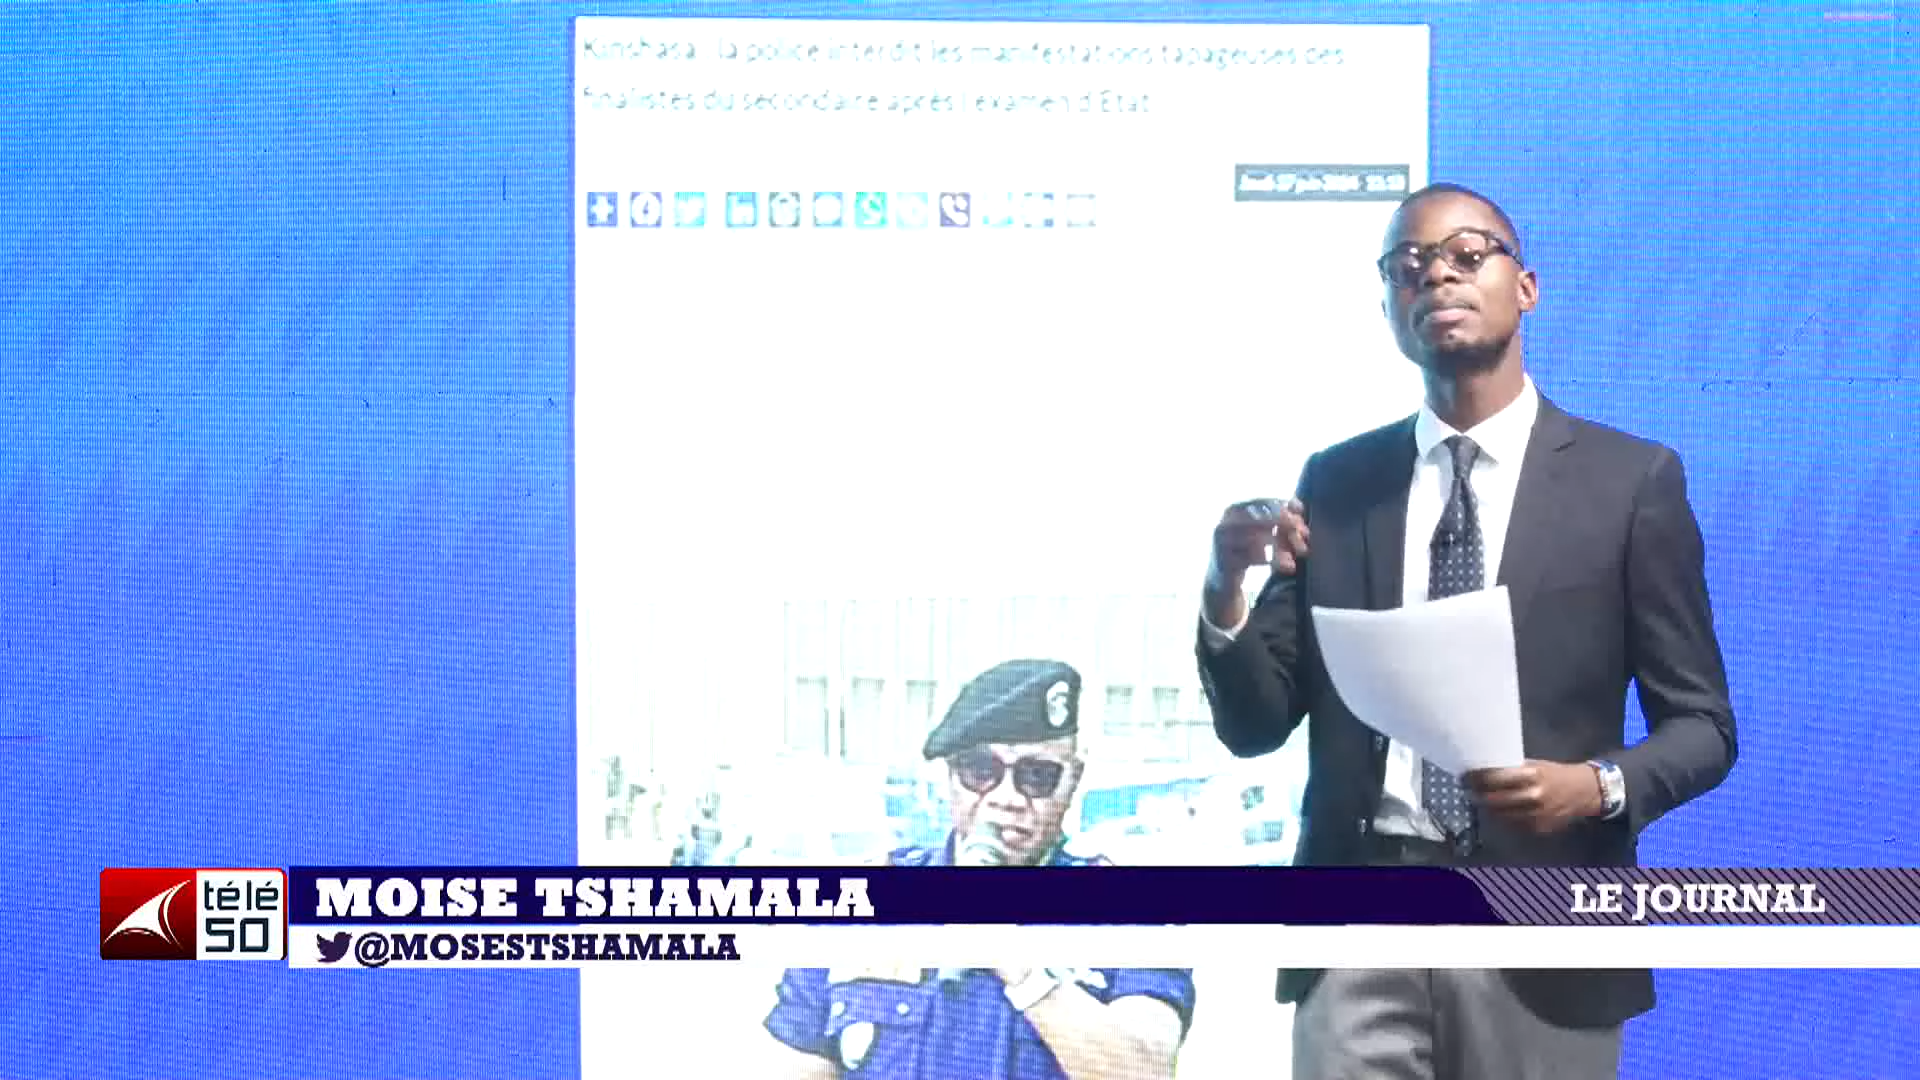 Kinshasa : la police interdit les manifestations tapageuses des
finalistes du secondaire après l'examen d'Etat
télé
50
MOISE TSHAMALA
LE JOURNAL
@MOSESTSHAMALA